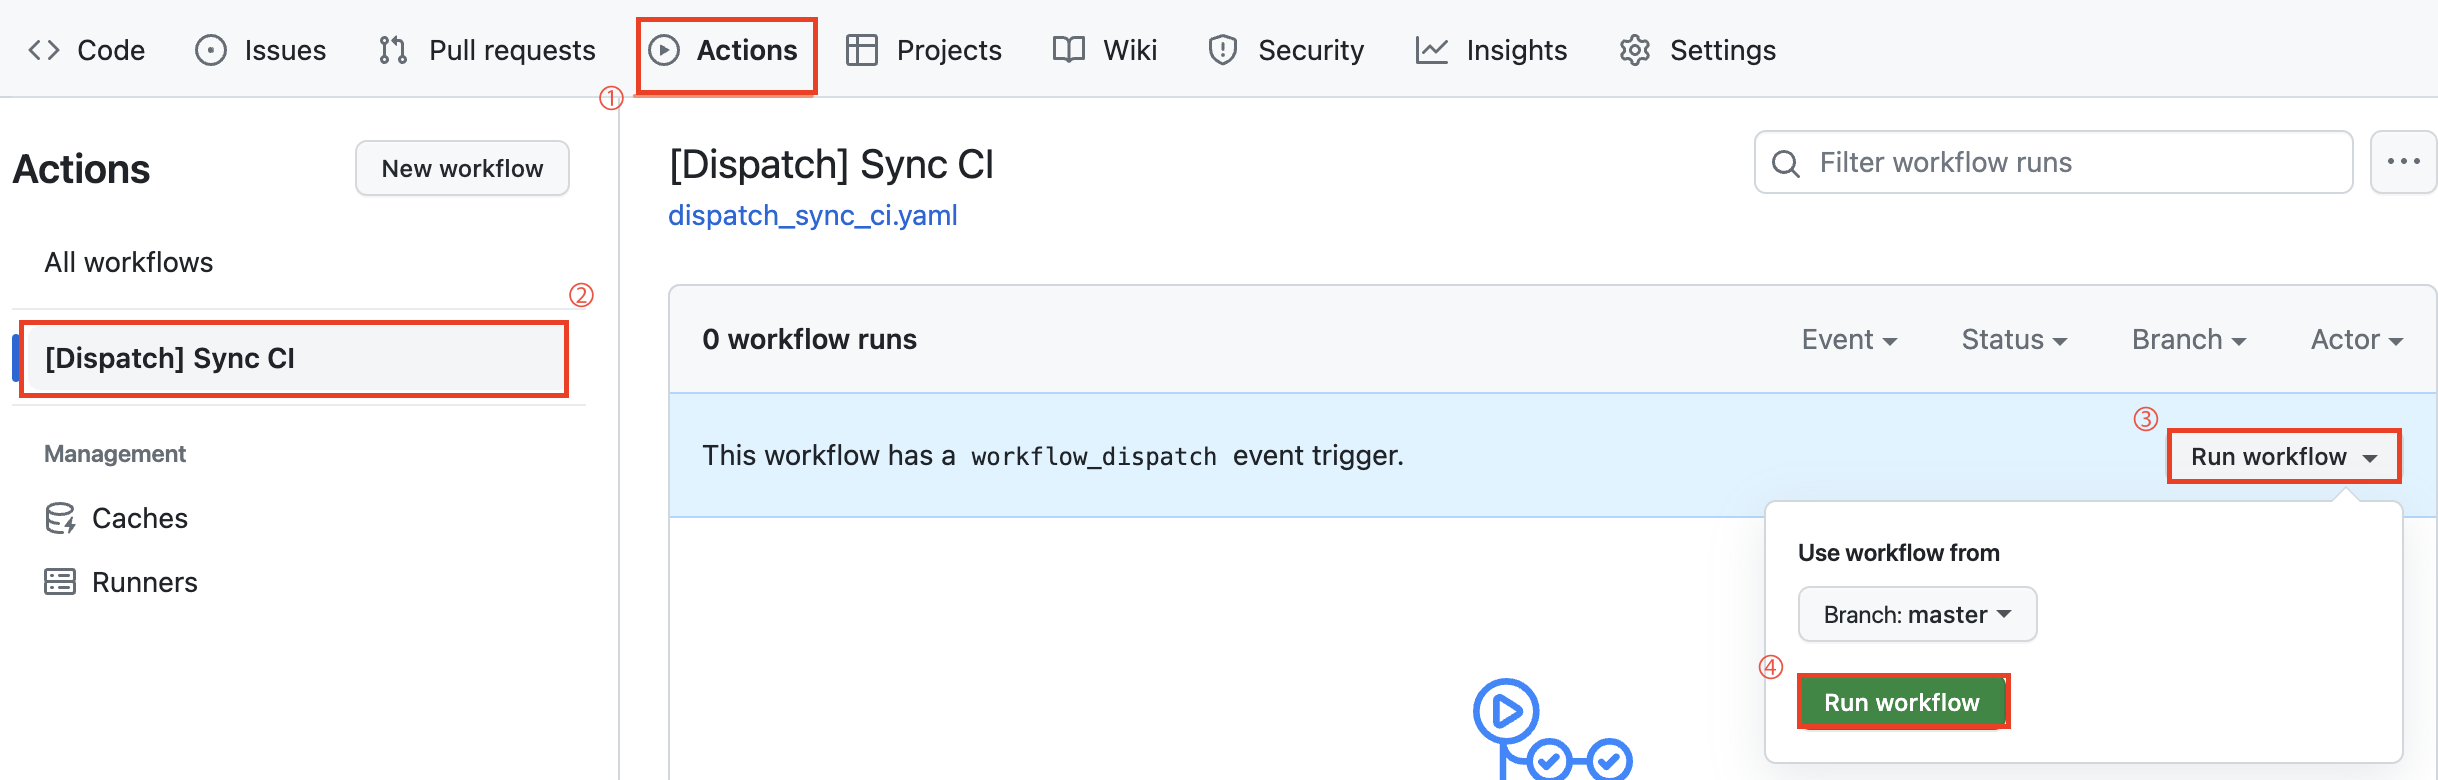 Code Issues Pull requests Actions Projects Wiki Security Insights Settings
①
Actions New workflow
All workflows
②
[Dispatch] Sync CI
Management
Caches
Runners
[Dispatch] Sync CI
dispatch_sync_ci.yaml
Filter workflow runs
0 workflow runs Event Status Branch Actor
③
This workflow has a workflow_dispatch event trigger. Run workflow
Use workflow from
Branch: master
④
Run workflow